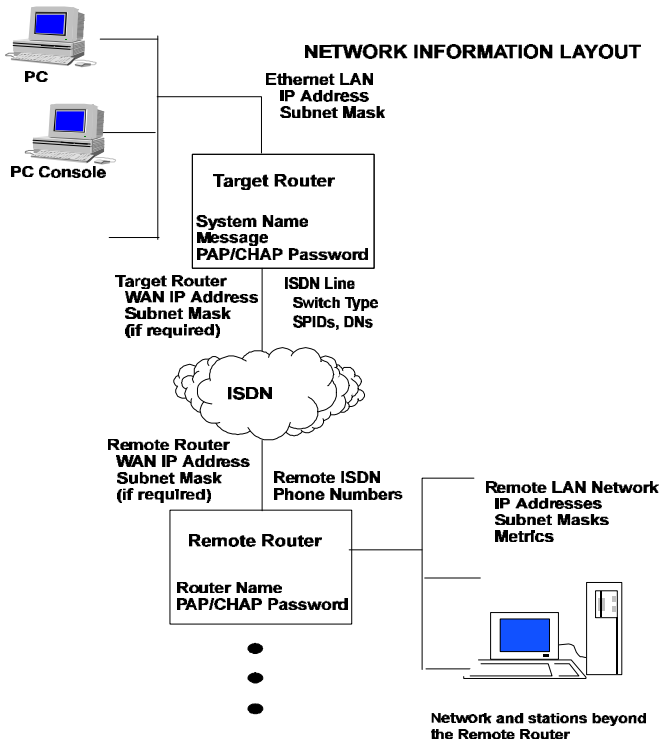 NETWORK INFORMATION LAYOUT
PC
Ethernet LAN
IP Address
Subnet Mask
PC Console
Target Router
System Name
Message
PAP/CHAP Password
Target Router
WAN IP Address
Subnet Mask
(if required)
ISDN Line
Switch Type
SPIDs, DNs
ISDN
Remote Router
WAN IP Address
Subnet Mask
(if required)
Remote ISDN
Phone Numbers
Remote LAN Network
IP Addresses
Subnet Masks
Metrics
Remote Router
Router Name
PAP/CHAP Password
Network and stations beyond
the Remote Router